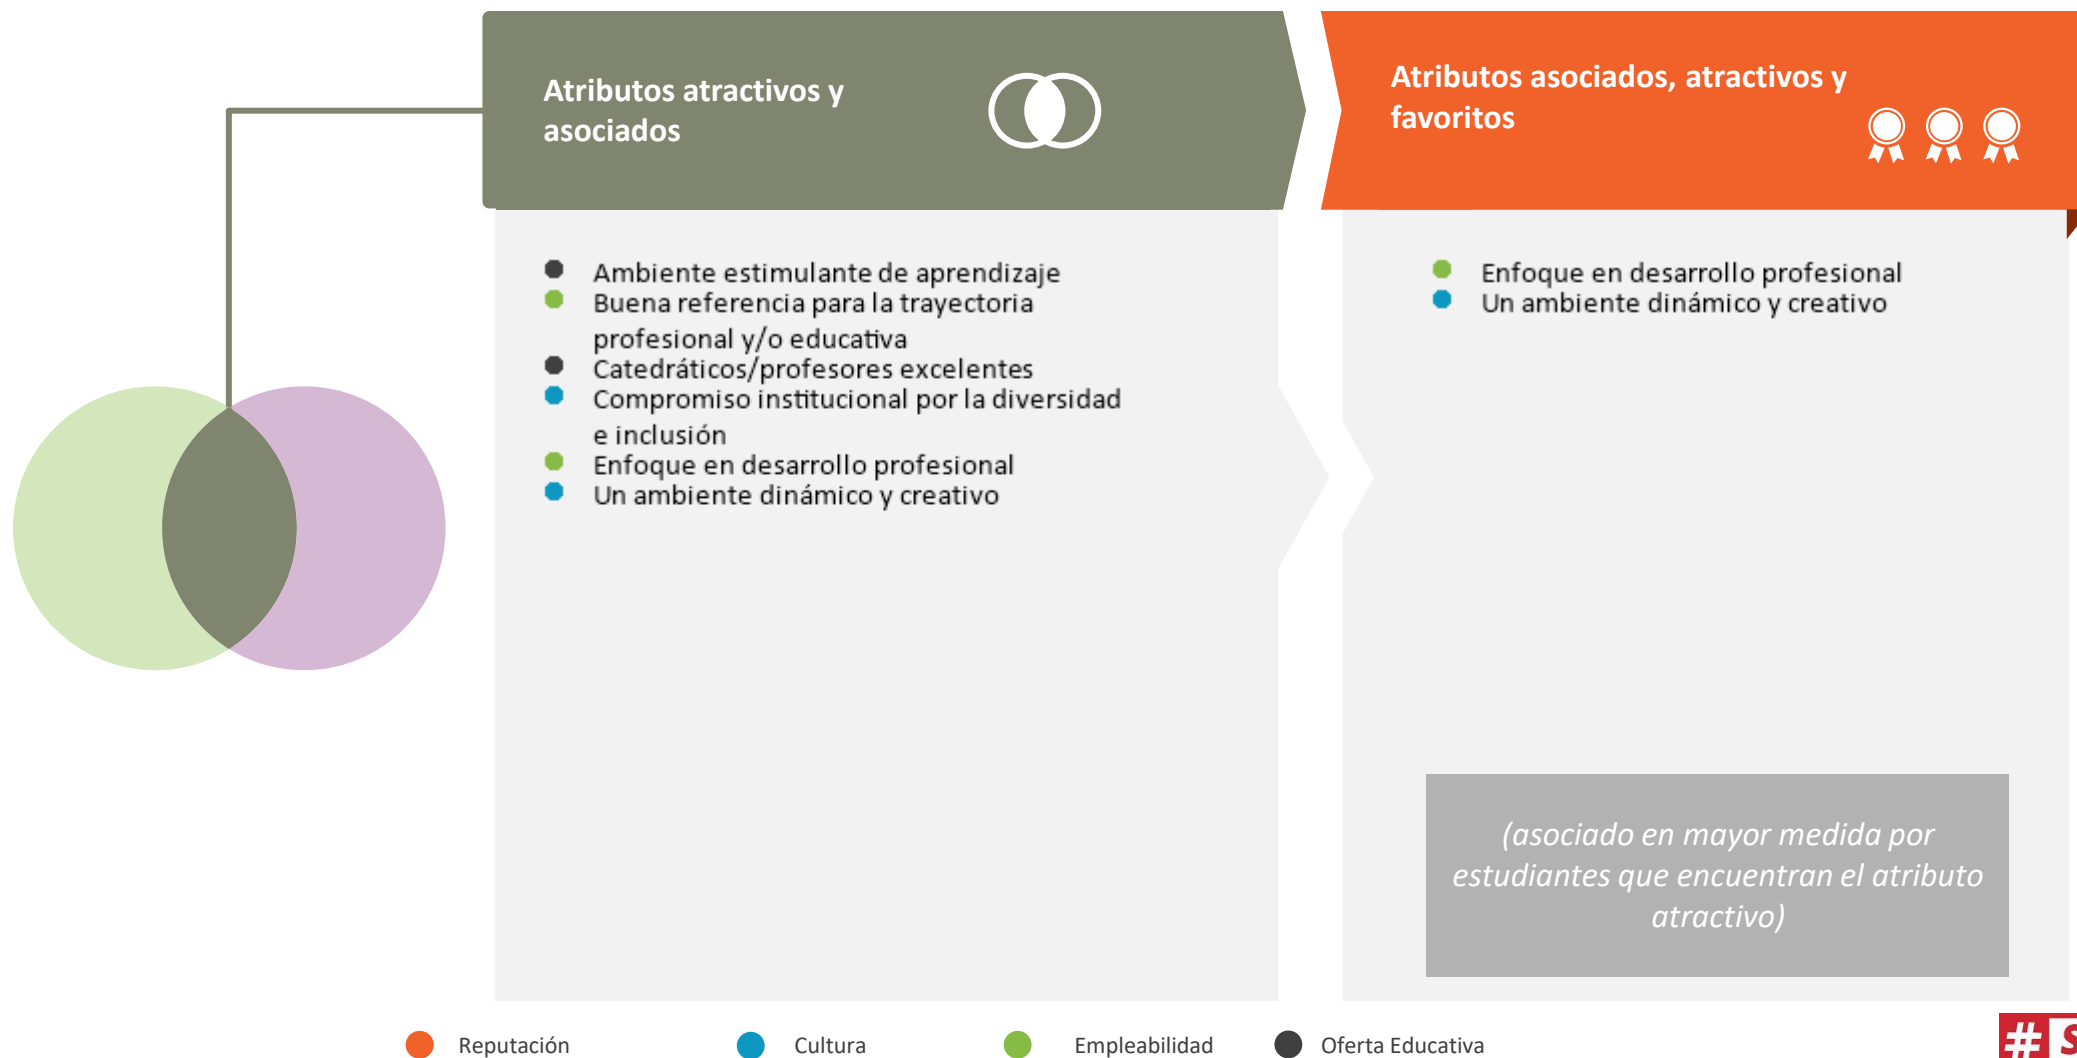 Atributos atractivos y
asociados
Atributos asociados, atractivos y
favoritos
Ambiente estimulante de aprendizaje
Buena referencia para la trayectoria
profesional y/o educativa
Catedráticos/profesores excelentes
Compromiso institucional por la diversidad
e inclusión
Enfoque en desarrollo profesional
Un ambiente dinámico y creativo
Enfoque en desarrollo profesional
Un ambiente dinámico y creativo
(asociado en mayor medida por
estudiantes que encuentran el atributo
atractivo)
Reputación
Cultura
Empleabilidad
Oferta Educativa
# S